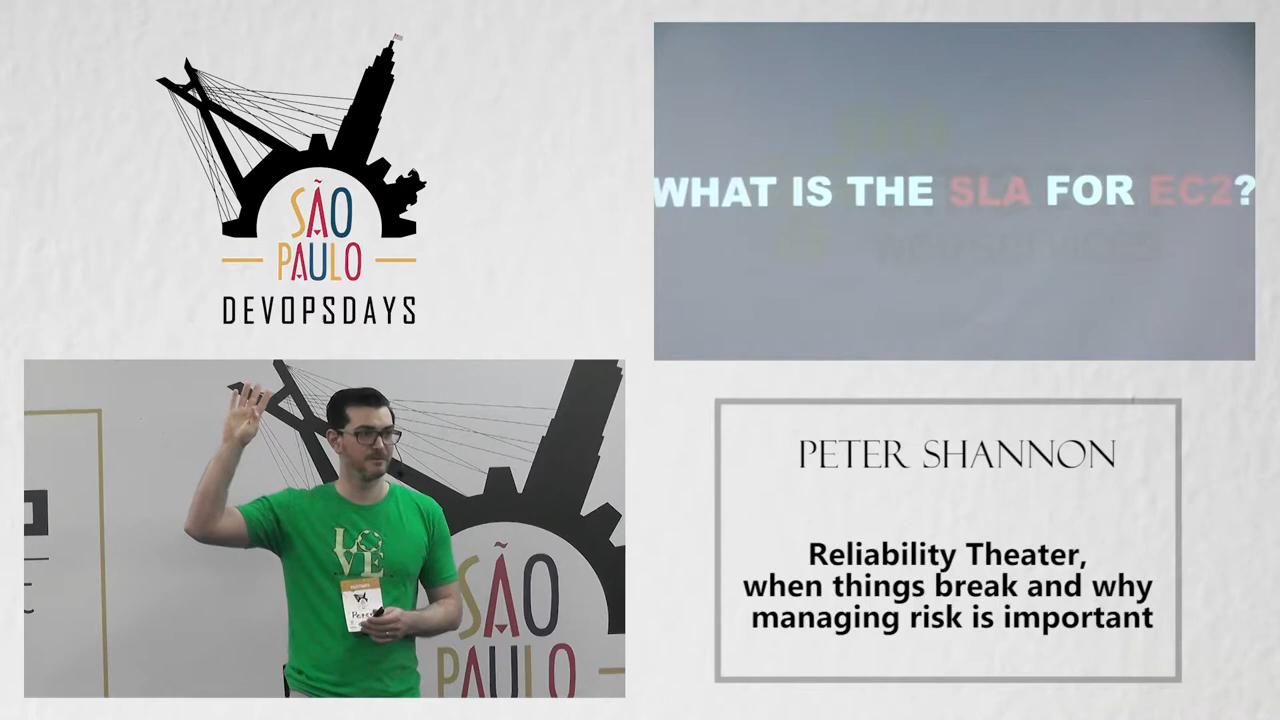 SÃO
PAULO
DEVOPSDAYS
WHAT IS THE SLA FOR EC2?
LOVE
Peter
SÃO
PAULO
PETER SHANNON
Reliability Theater,
when things break and why
managing risk is important